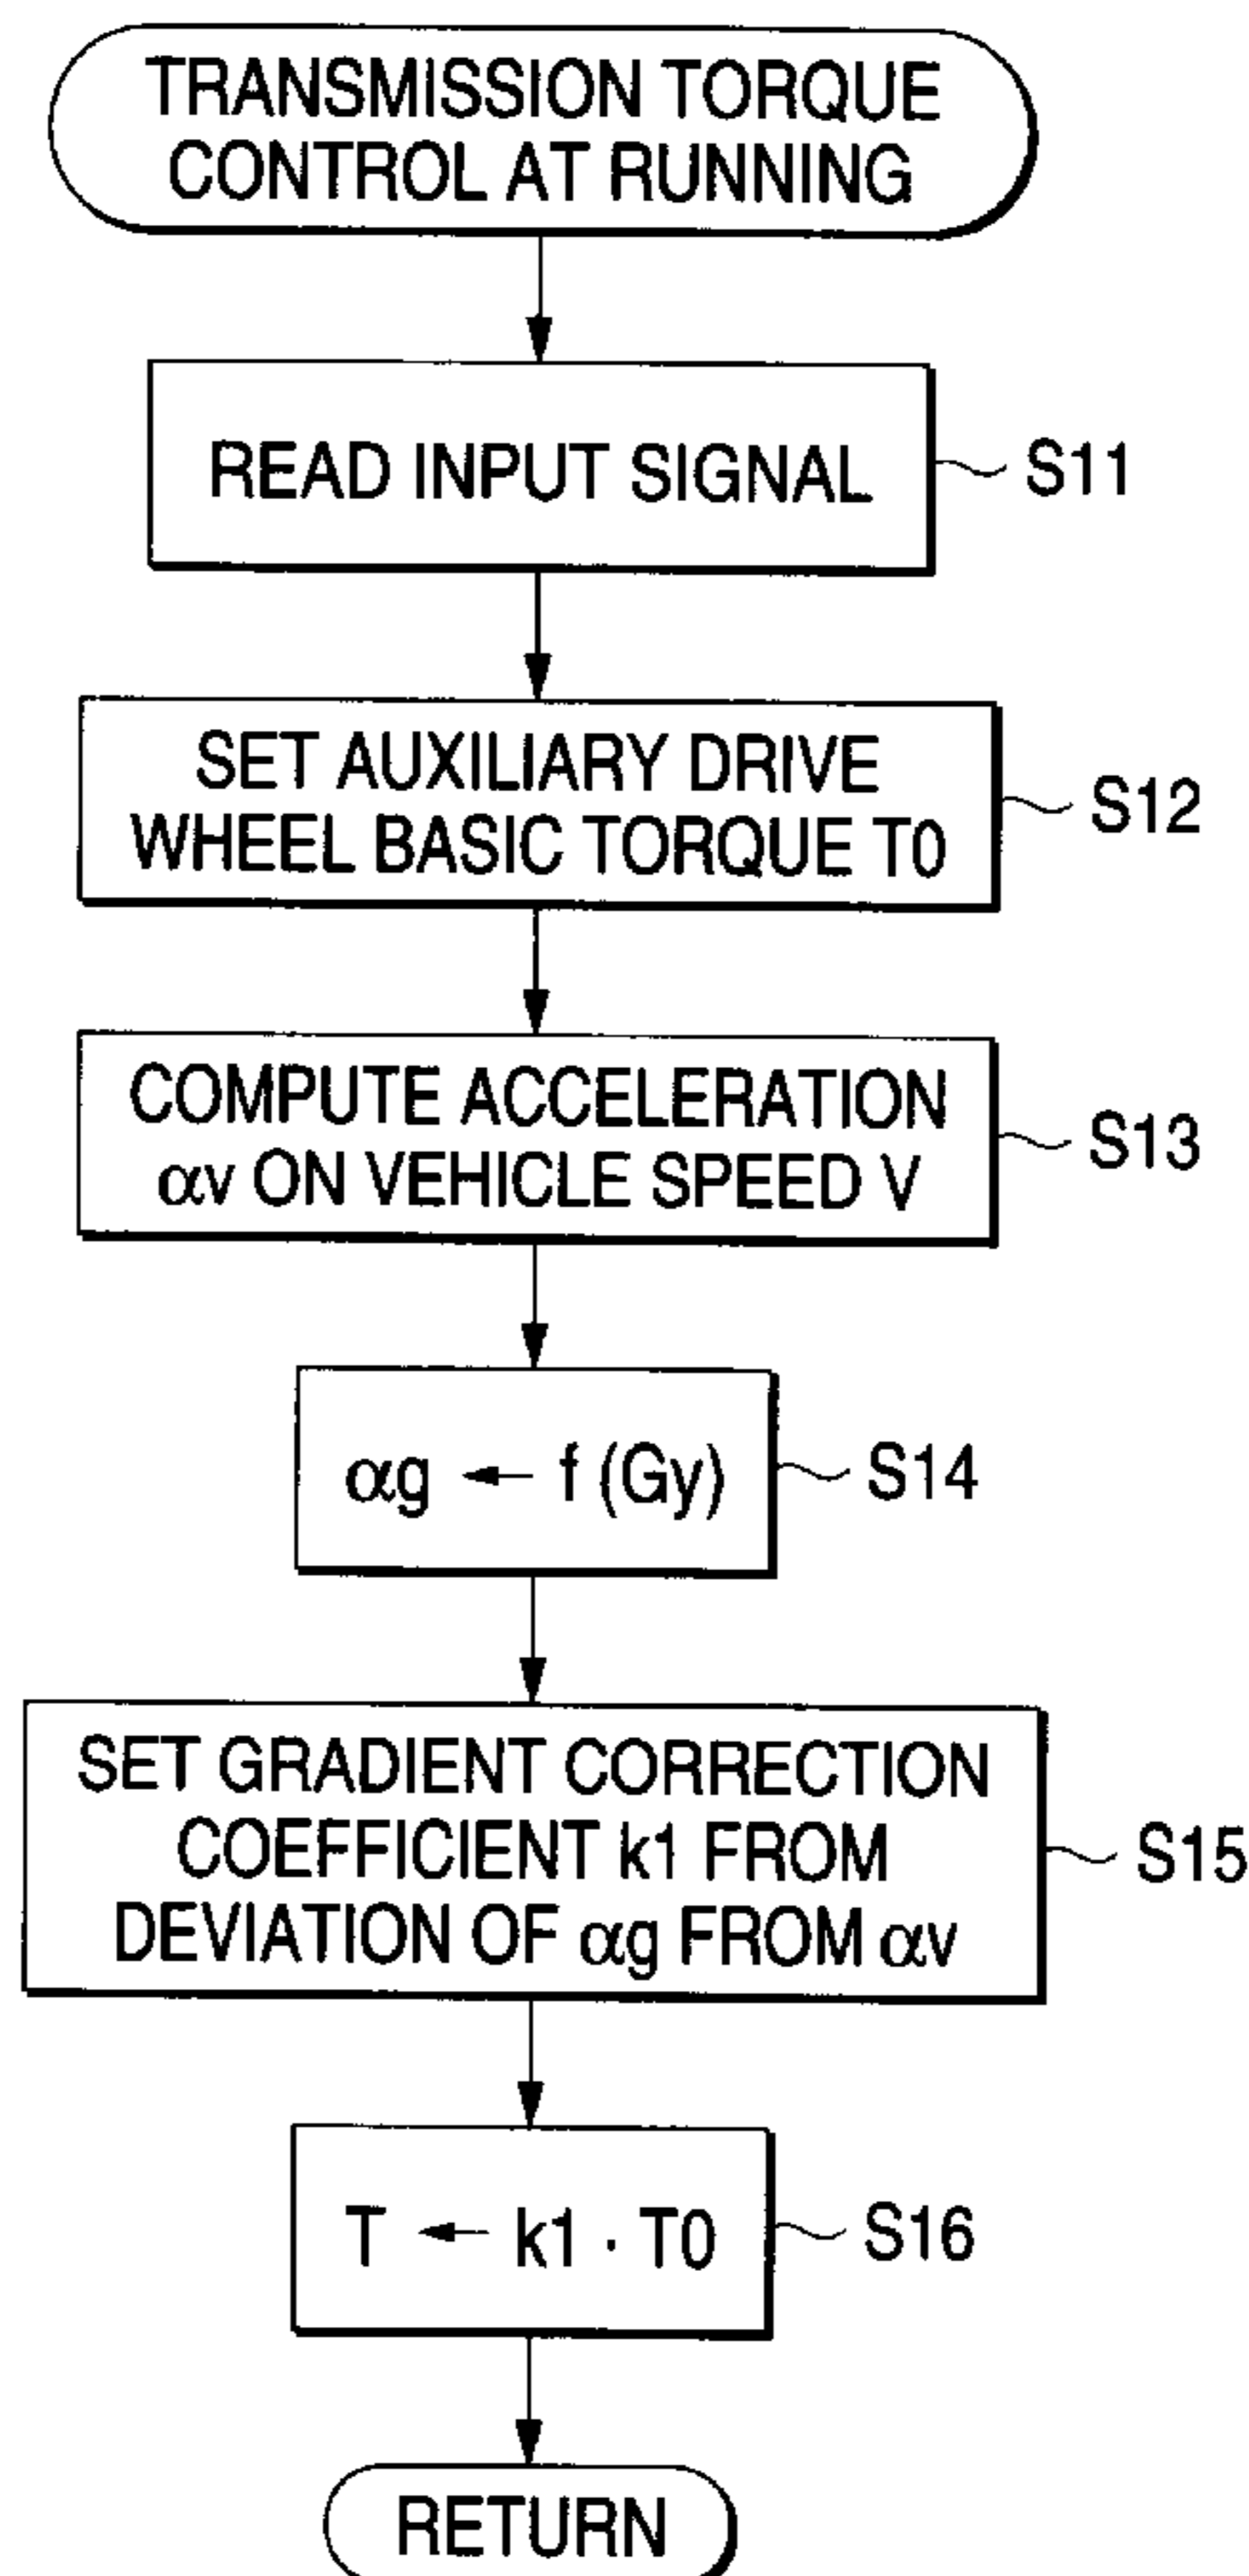 TRANSMISSION TORQUE
CONTROL AT RUNNING
READ INPUT SIGNAL
S11
SET AUXILIARY DRIVE
WHEEL BASIC TORQUE T0
S12
COMPUTE ACCELERATION
αv ON VEHICLE SPEED V
S13
αg ← f (Gy)
S14
SET GRADIENT CORRECTION
COEFFICIENT k1 FROM
DEVIATION OF αg FROM αv
S15
T ← k1 · T0
S16
RETURN